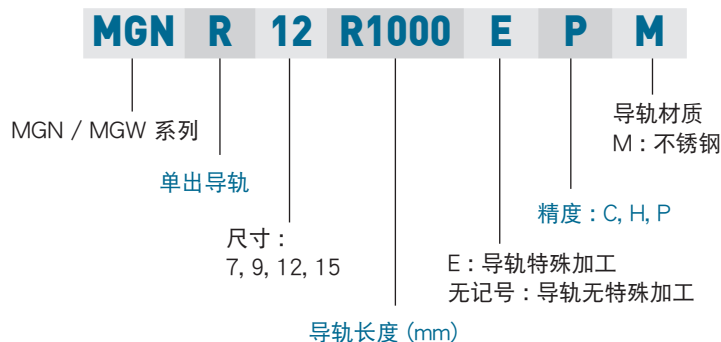 MGN R 12 R1000 E P M
MGN / MGW 系列
单出导轨
尺寸：
7, 9, 12, 15
导轨长度 (mm)
E：导轨特殊加工
无记号：导轨无特殊加工
精度：C, H, P
导轨材质
M：不锈钢